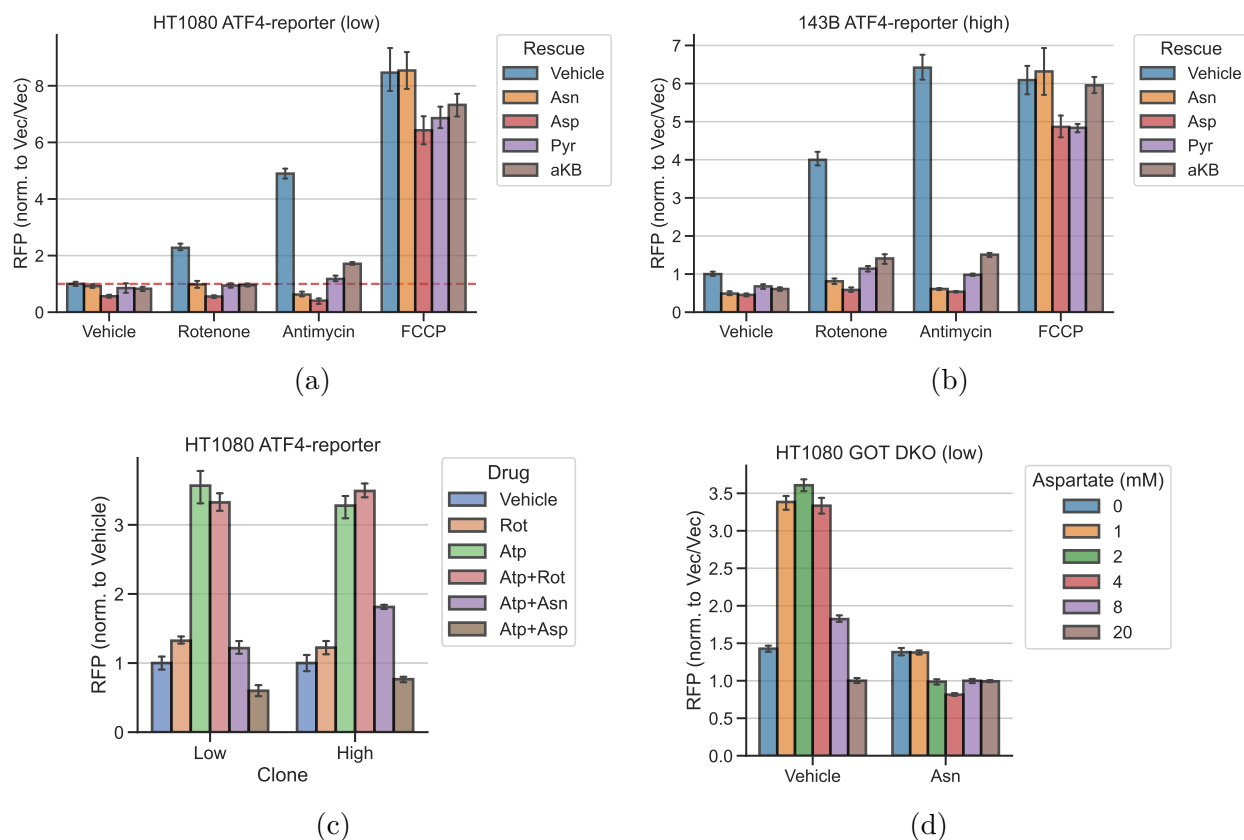 HT1080 ATF4-reporter (low)
RFP (norm. to Vec/Vec)
8
6
4
2
0
Vehicle Rotenone Antimycin FCCP
Rescue
Vehicle
Asn
Asp
Pyr
aKB
(a)
143B ATF4-reporter (high)
RFP (norm. to Vec/Vec)
7
6
5
4
3
2
1
0
Vehicle Rotenone Antimycin FCCP
Rescue
Vehicle
Asn
Asp
Pyr
aKB
(b)
HT1080 ATF4-reporter
RFP (norm. to Vehicle)
3
2
1
0
Low High
Clone
Drug
Vehicle
Rot
Atp
Atp+Rot
Atp+Asn
Atp+Asp
(c)
HT1080 GOT DKO (low)
RFP (norm. to Vec/Vec)
3.5
3.0
2.5
2.0
1.5
1.0
0.5
0.0
Vehicle Asn
Aspartate (mM)
0
1
2
4
8
20
(d)